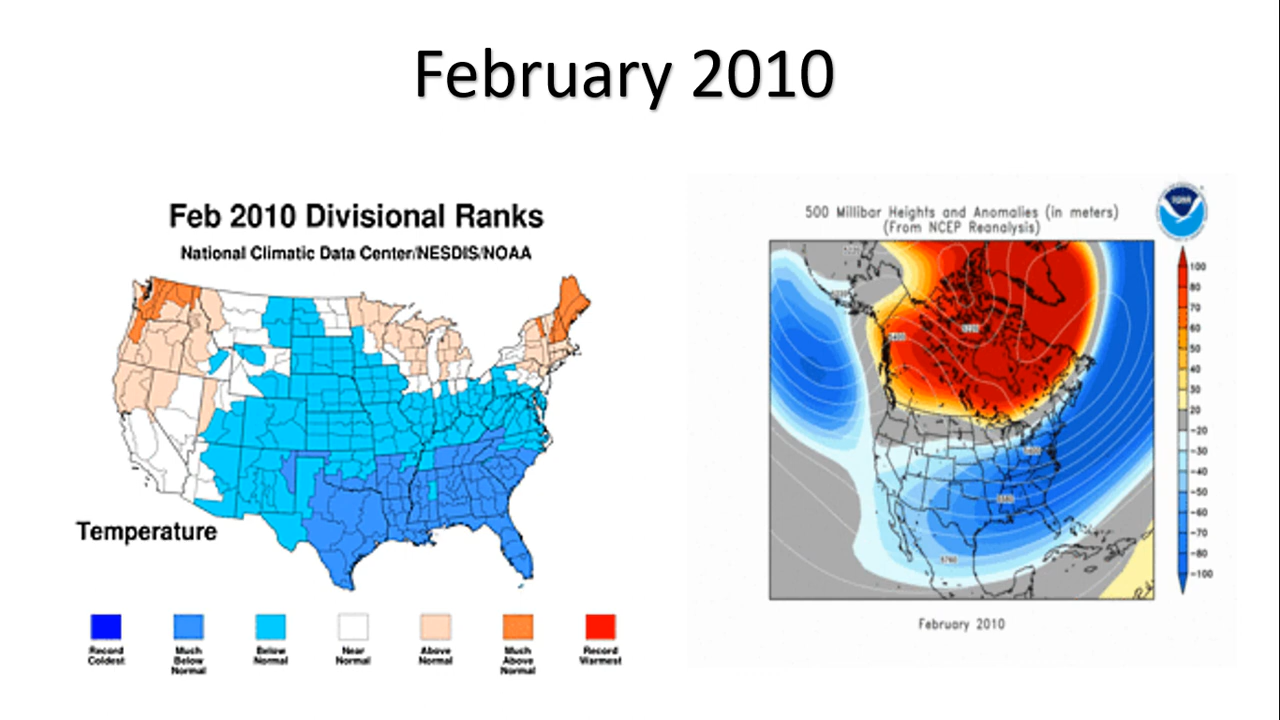 February 2010
Feb 2010 Divisional Ranks
National Climatic Data Center/NESDIS/NOAA
Temperature
Record
Coldest
Much
Below
Normal
Below
Normal
Near
Normal
Above
Normal
Much
Above
Normal
Record
Warmest
500 Millibar Heights and Anomalies (in meters)
(From NCEP Reanalysis)
NOAA
100
80
70
60
50
40
30
20
-20
-30
-40
-50
-60
-70
-80
-100
February 2010